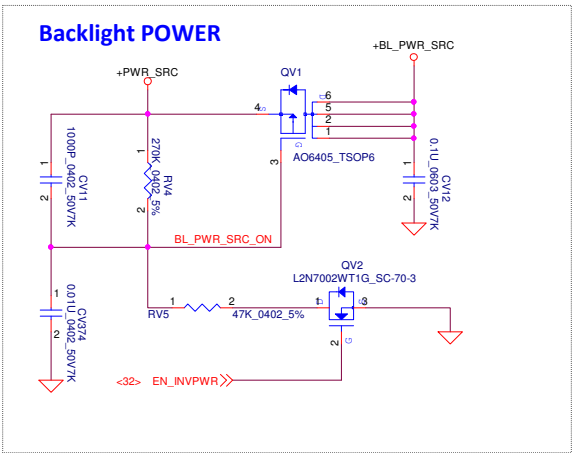 Backlight POWER
+BL_PWR_SRC
+PWR_SRC
QV1
4
S
D
6
5
2
1
G
3
AO6405_TSOP6
1
2
CV11
1000P_0402_50V7K
1
2
RV4
270K_0402_5%
1
2
CV12
0.1U_0603_50V7K
BL_PWR_SRC_ON
QV2
L2N7002WT1G_SC-70-3
1
2
CV374
0.01U_0402_50V7K
RV5
1
2
47K_0402_5%
1
D
S
3
2
G
<32> EN_INVPWR